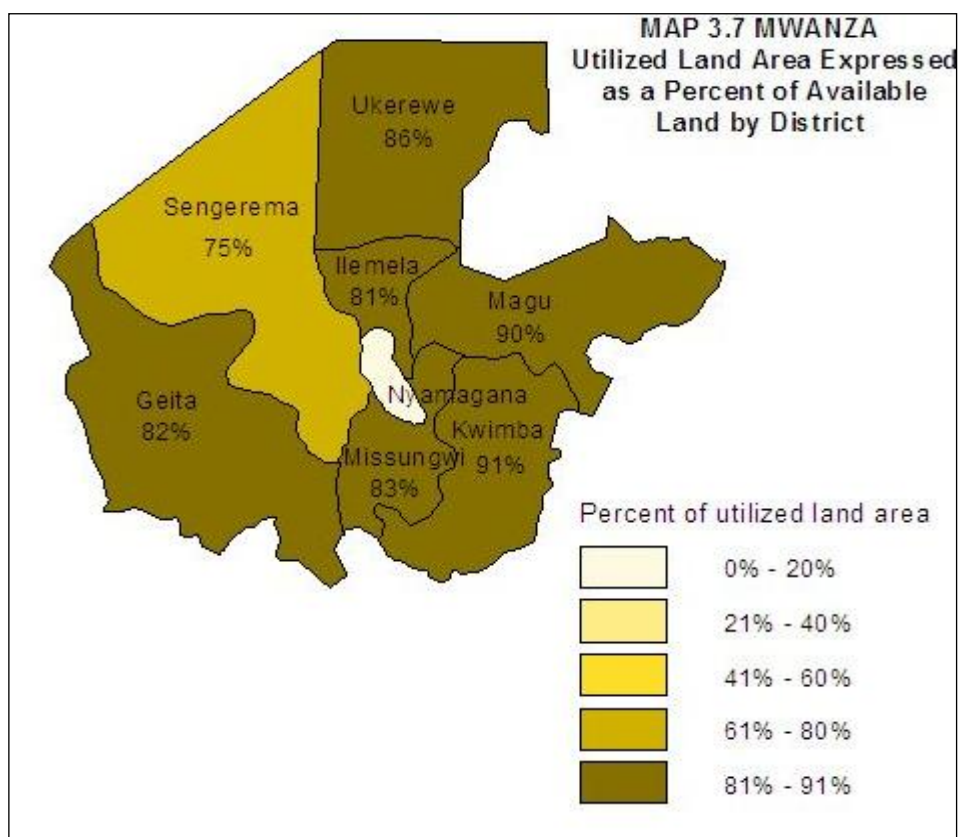 MAP 3.7 MWANZA
Utilized Land Area Expressed
as a Percent of Available
Land by District
Ukerewe
86%
Sengerema
75%
Ilemela
81%
Magu
90%
Geita
82%
Nyamagana
Kwimba
91%
Missungwi
83%
Percent of utilized land area
0% - 20%
21% - 40%
41% - 60%
61% - 80%
81% - 91%